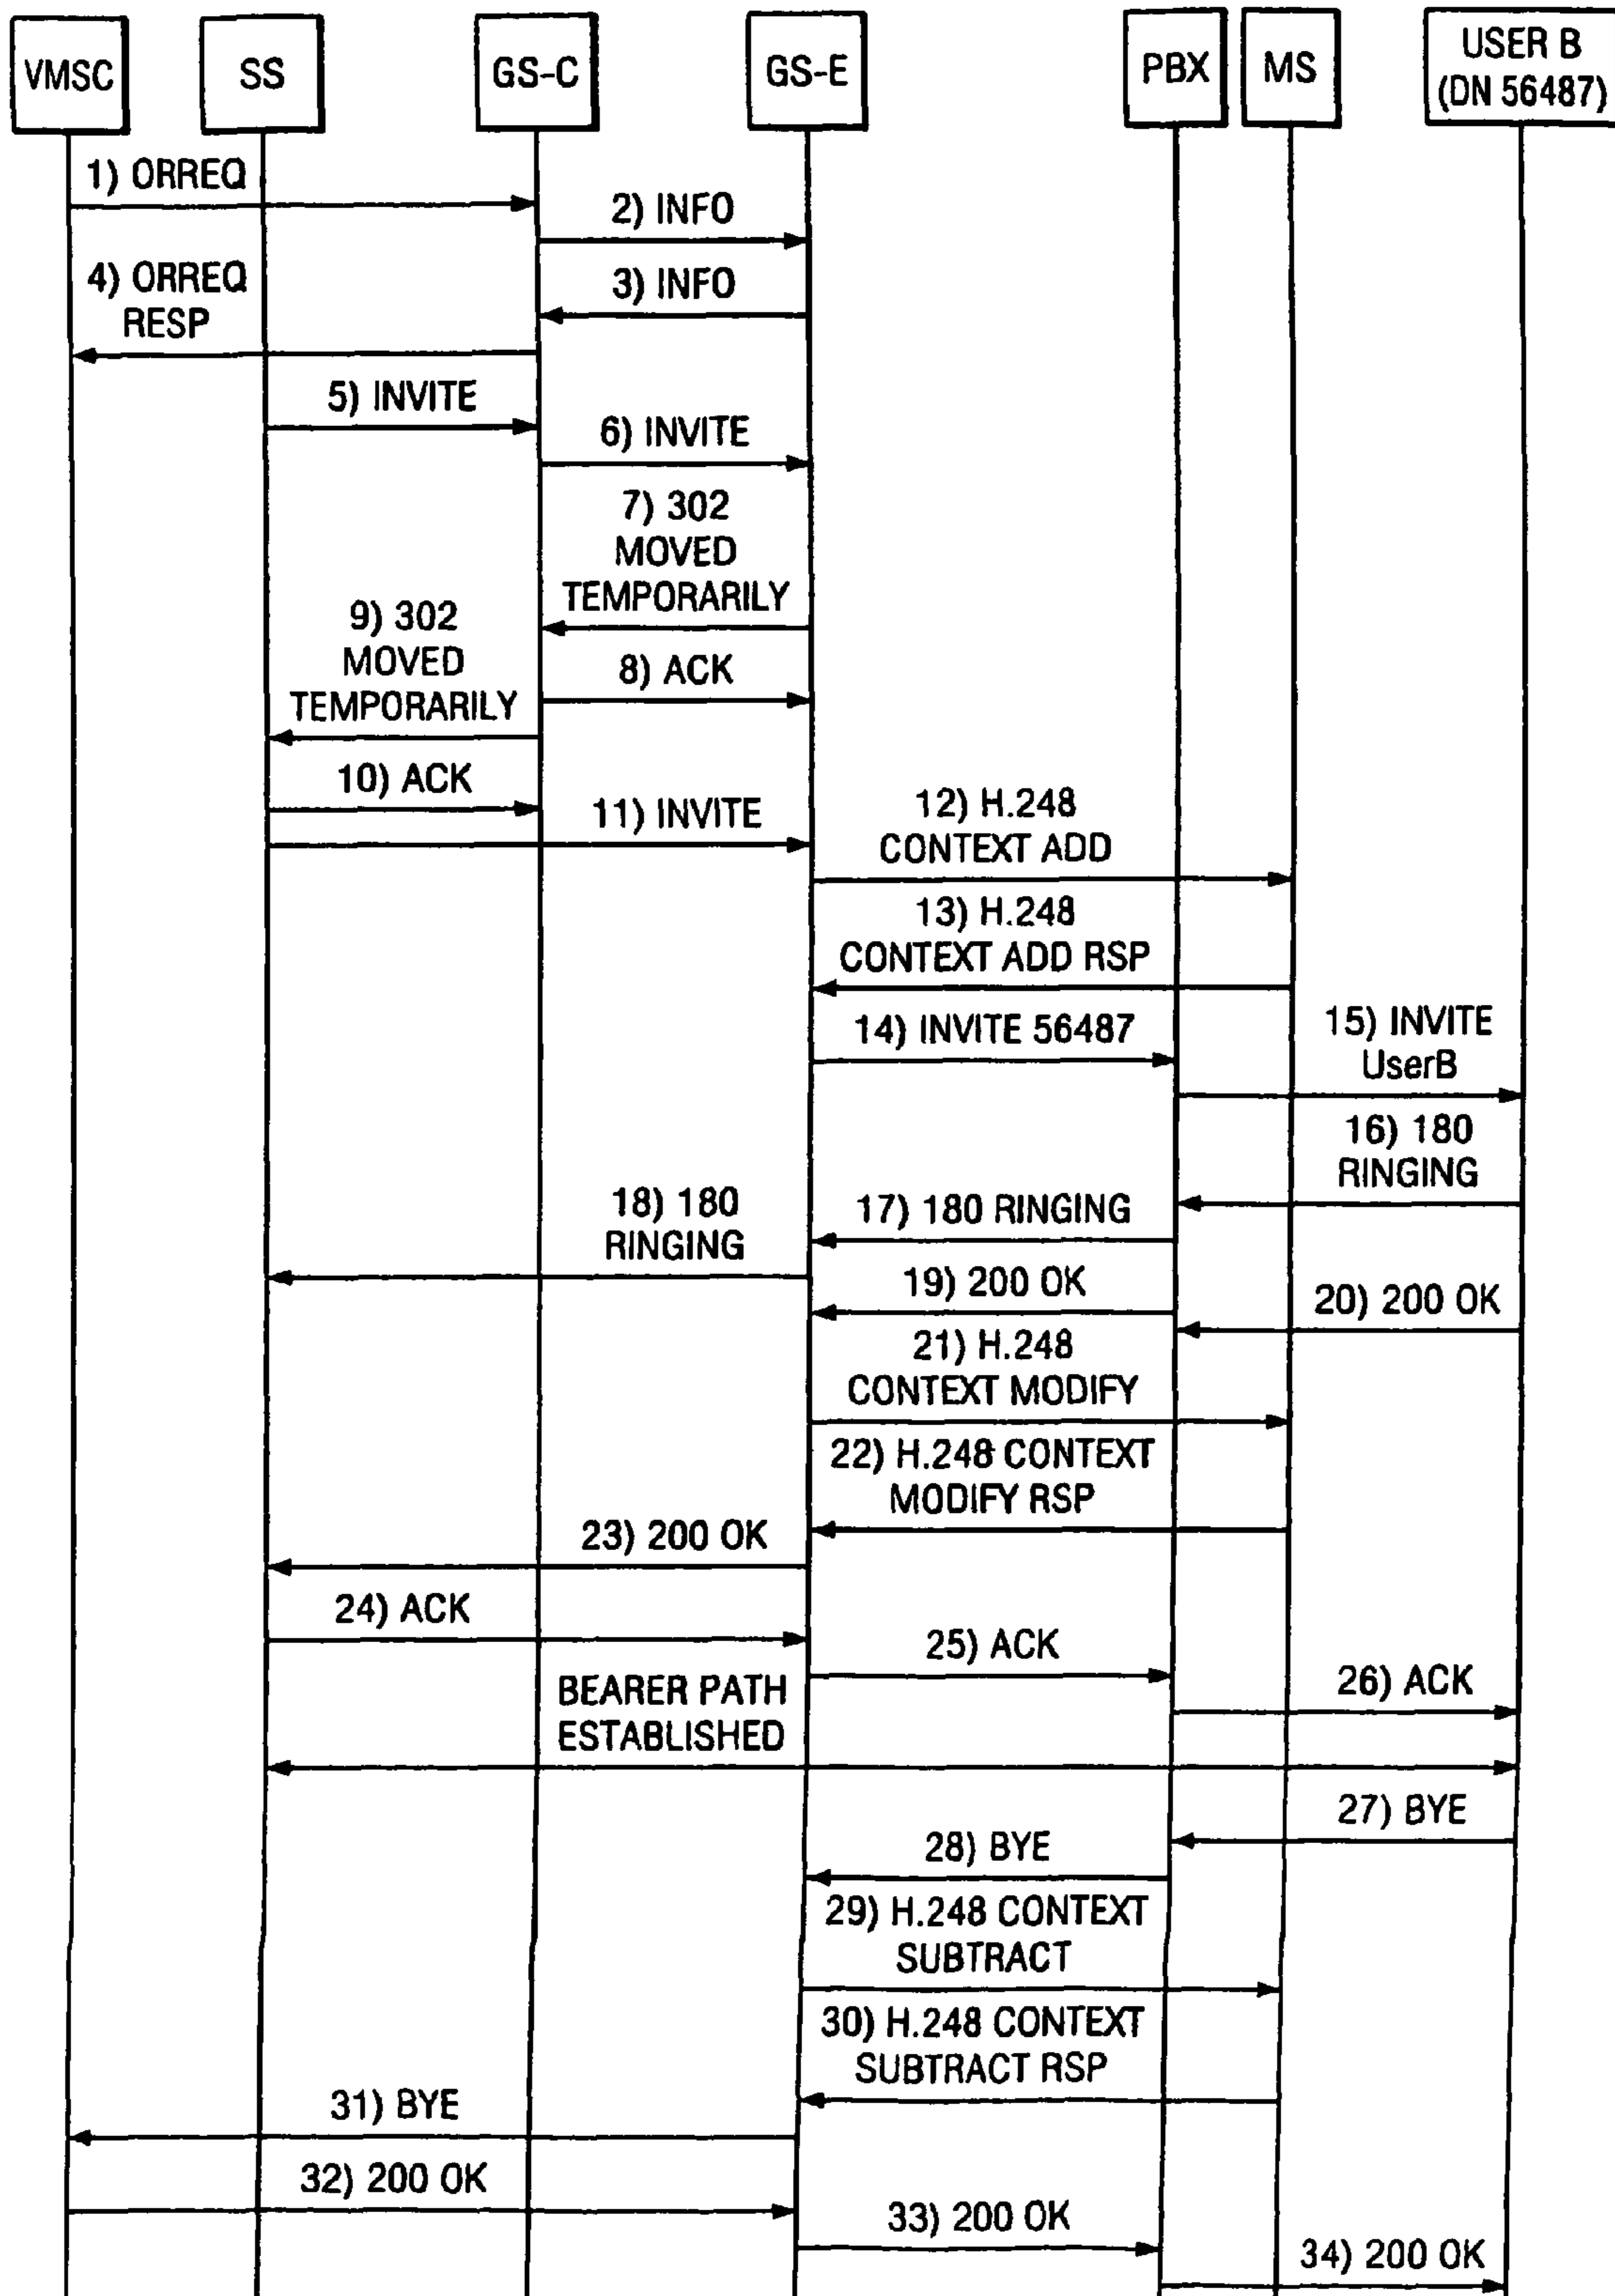 VMSC
SS
GS-C
GS-E
PBX
MS
USER B
(DN 56487)
1) ORREQ
2) INFO
3) INFO
4) ORREQ
RESP
5) INVITE
6) INVITE
7) 302
MOVED
TEMPORARILY
9) 302
MOVED
TEMPORARILY
8) ACK
10) ACK
11) INVITE
12) H.248
CONTEXT ADD
13) H.248
CONTEXT ADD RSP
14) INVITE 56487
15) INVITE
UserB
16) 180
RINGING
17) 180 RINGING
18) 180
RINGING
19) 200 OK
20) 200 OK
21) H.248
CONTEXT MODIFY
22) H.248 CONTEXT
MODIFY RSP
23) 200 OK
24) ACK
25) ACK
26) ACK
BEARER PATH
ESTABLISHED
27) BYE
28) BYE
29) H.248 CONTEXT
SUBTRACT
30) H.248 CONTEXT
SUBTRACT RSP
31) BYE
32) 200 OK
33) 200 OK
34) 200 OK